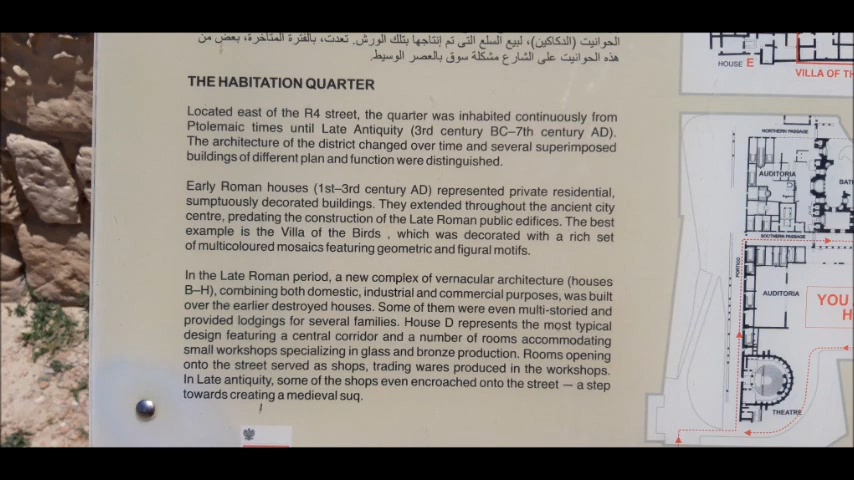 الحوانيت (الدكاكين)، لبيع السلع التي تم إنتاجها بتلك الورش. تعدت، بالفترة المتاخرة، بعض من
هذه الحوانيت على الشارع مشكلة سوق بالعصر الوسيط.
THE HABITATION QUARTER
Located east of the R4 street, the quarter was inhabited continuously from
Ptolemaic times until Late Antiquity (3rd century BC–7th century AD).
The architecture of the district changed over time and several superimposed
buildings of different plan and function were distinguished.
Early Roman houses (1st–3rd century AD) represented private residential,
sumptuously decorated buildings. They extended throughout the ancient city
centre, predating the construction of the Late Roman public edifices. The best
example is the Villa of the Birds , which was decorated with a rich set
of multicoloured mosaics featuring geometric and figural motifs.
In the Late Roman period, a new complex of vernacular architecture (houses
B–H), combining both domestic, industrial and commercial purposes, was built
over the earlier destroyed houses. Some of them were even multi-storied and
provided lodgings for several families. House D represents the most typical
design featuring a central corridor and a number of rooms accommodating
small workshops specializing in glass and bronze production. Rooms opening
onto the street served as shops, trading wares produced in the workshops.
In Late antiquity, some of the shops even encroached onto the street — a step
towards creating a medieval suq.
HOUSE E
VILLA OF TH
NORTHERN PASSAGE
AUDITORIA
BAT
SOUTHERN PASSAGE
PORTICO
AUDITORIA
YOU
H
THEATRE